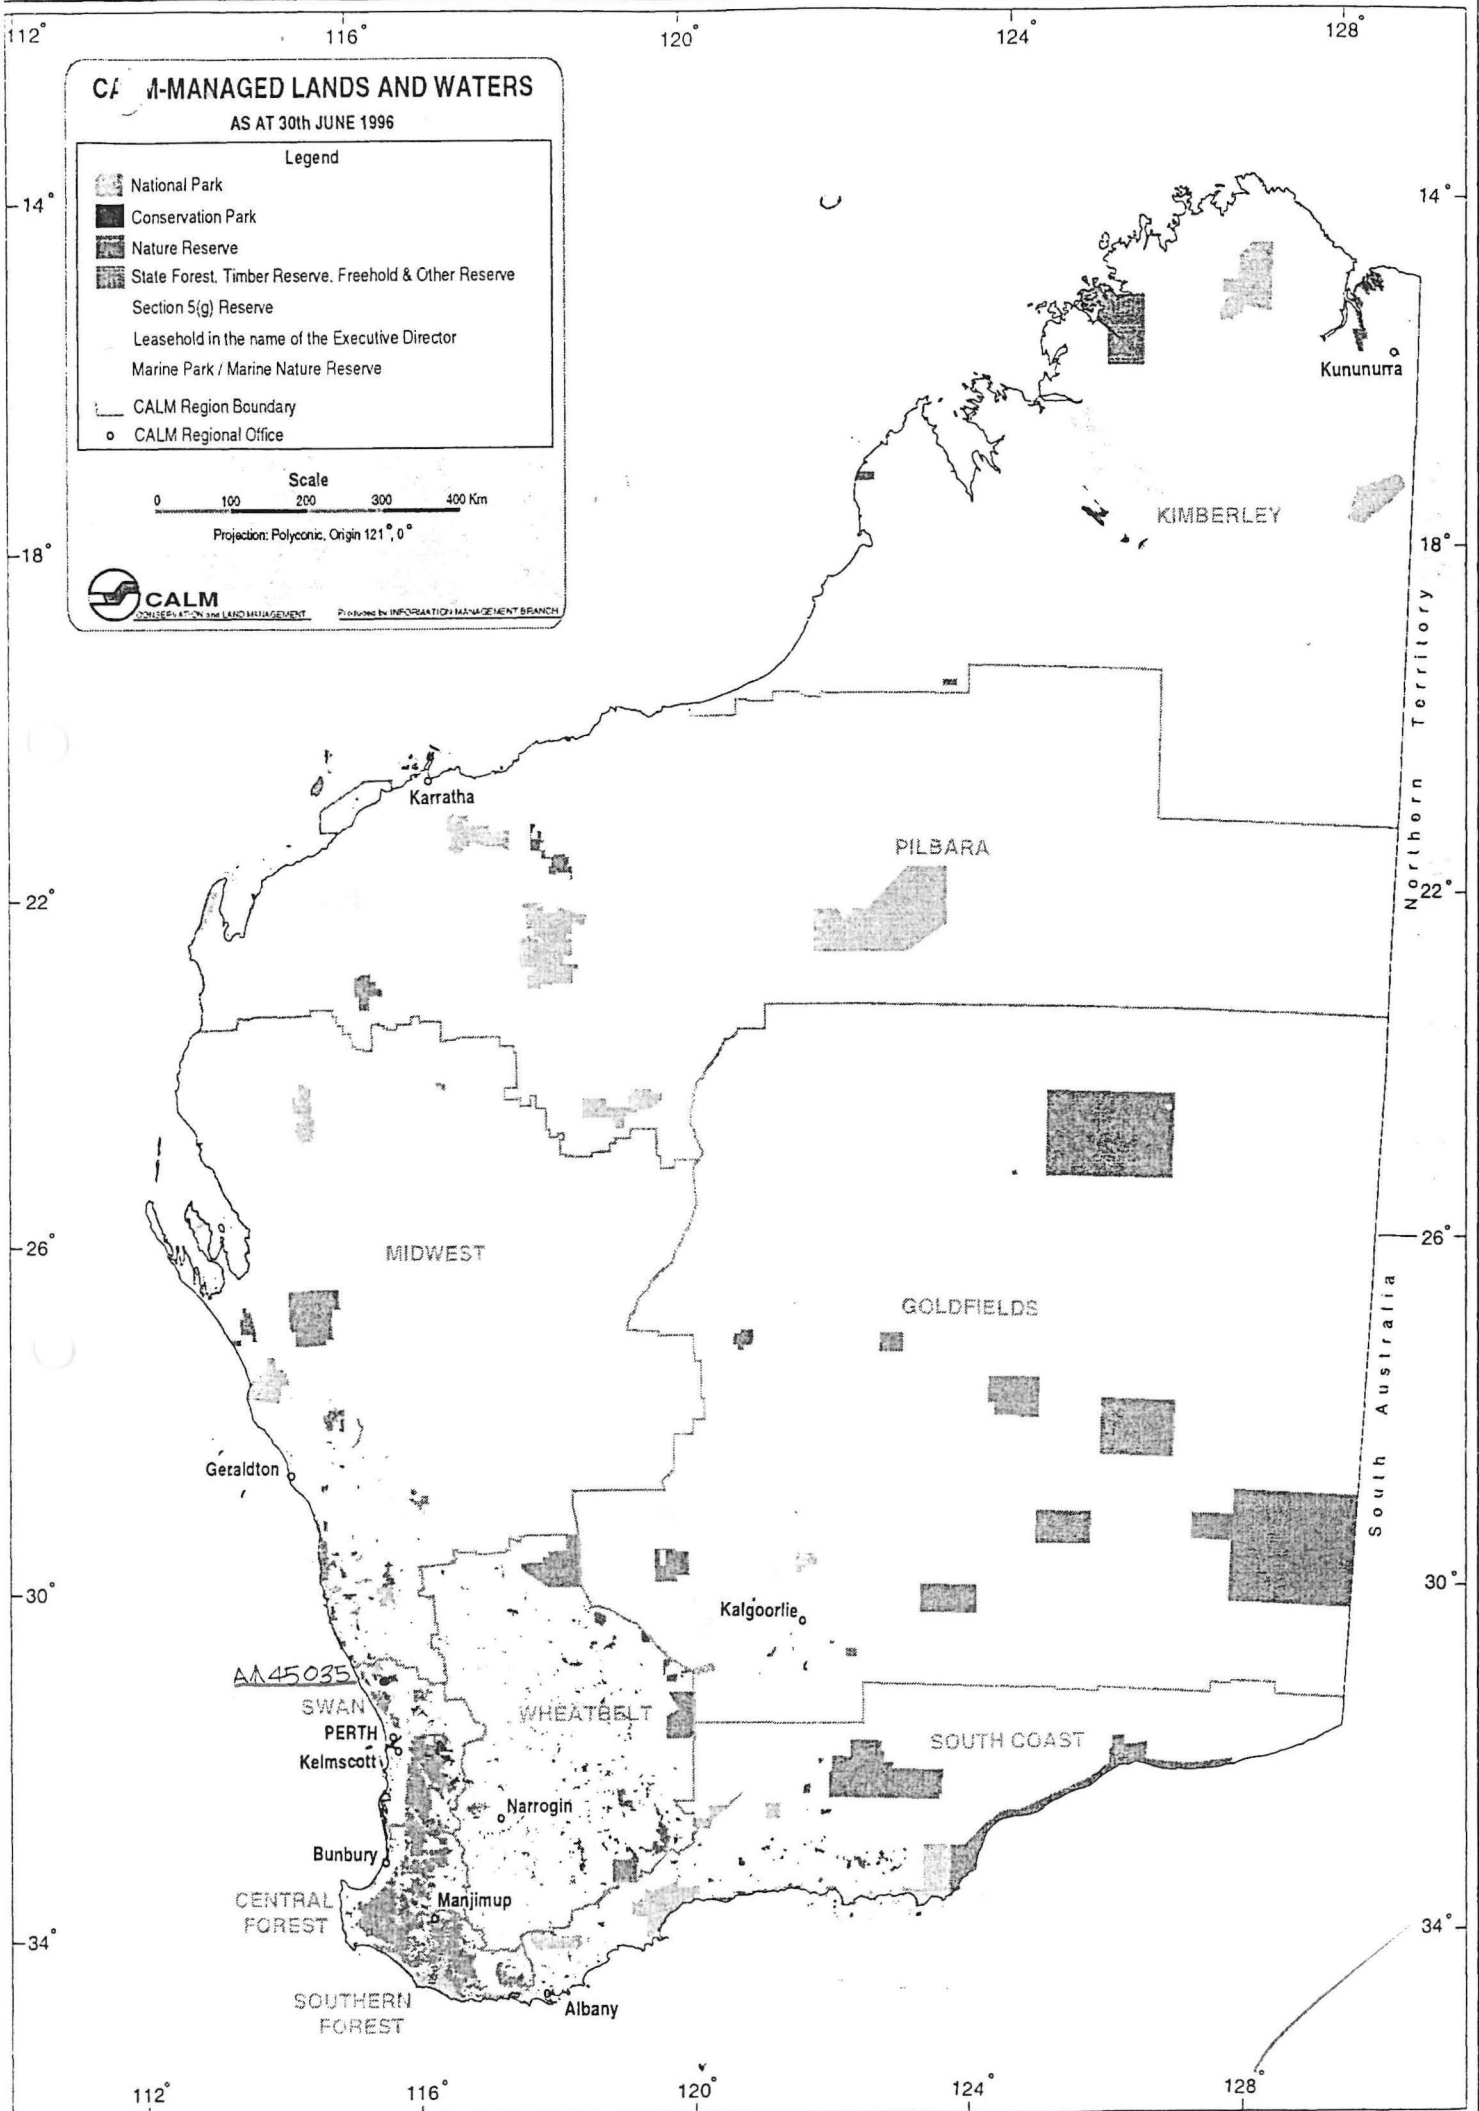 112° 116° 120° 124° 128°
CALM-MANAGED LANDS AND WATERS
AS AT 30th JUNE 1996
Legend
National Park
Conservation Park
Nature Reserve
State Forest, Timber Reserve, Freehold & Other Reserve
Section 5(g) Reserve
Leasehold in the name of the Executive Director
Marine Park / Marine Nature Reserve
CALM Region Boundary
CALM Regional Office
Scale
0 100 200 300 400 Km
Projection: Polyconic, Origin 121°, 0°
CALM
CONSERVATION and LAND MANAGEMENT
Produced by INFORMATION MANAGEMENT BRANCH
14° 14°
Kununurra
KIMBERLEY
18° 18°
Northern Territory
Karratha
PILBARA
22° 22°
26° 26°
MIDWEST
GOLDFIELDS
South Australia
Geraldton
30° 30°
Kalgoorlie
45035
SWAN
WHEATBELT
PERTH
SOUTH COAST
Kelmscott
Narrogin
Bunbury
CENTRAL
FOREST
Manjimup
34° 34°
SOUTHERN
FOREST
Albany
112° 116° 120° 124° 128°